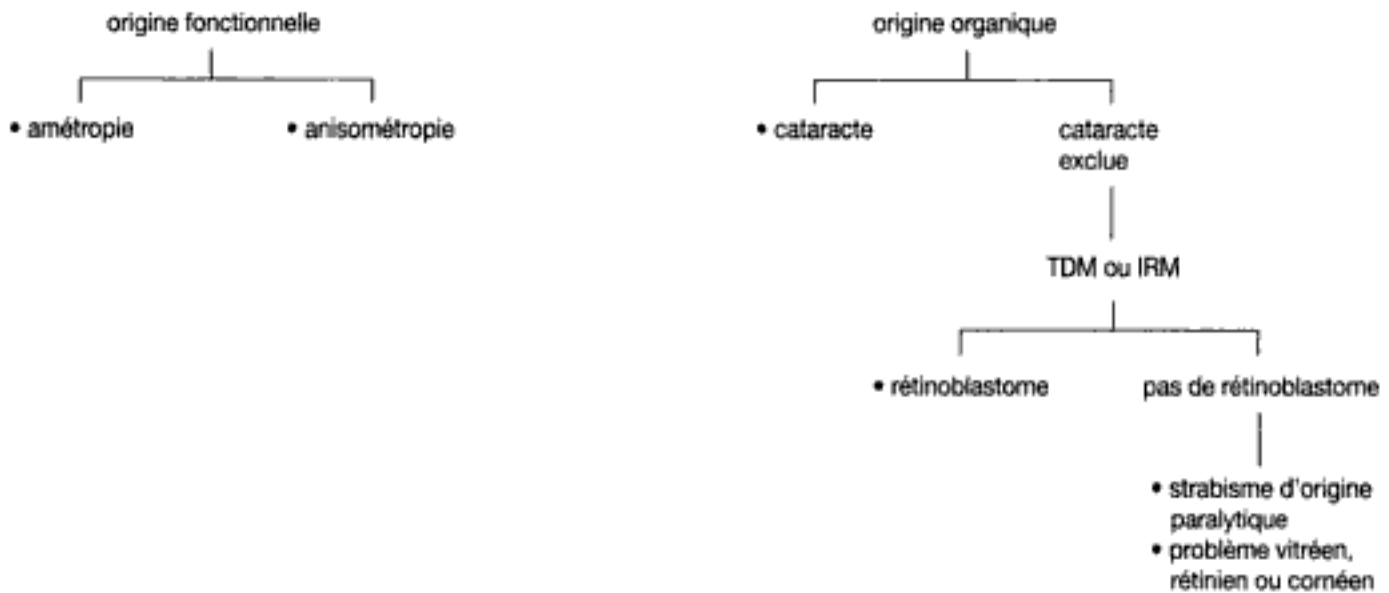 origine fonctionnelle
origine organique
• amétropie
• anisométropie
• cataracte
cataracte
exclue
TDM ou IRM
• rétinoblastome
pas de rétinoblastome
• strabisme d'origine
paralytique
• problème vitréen,
rétinien ou cornéen